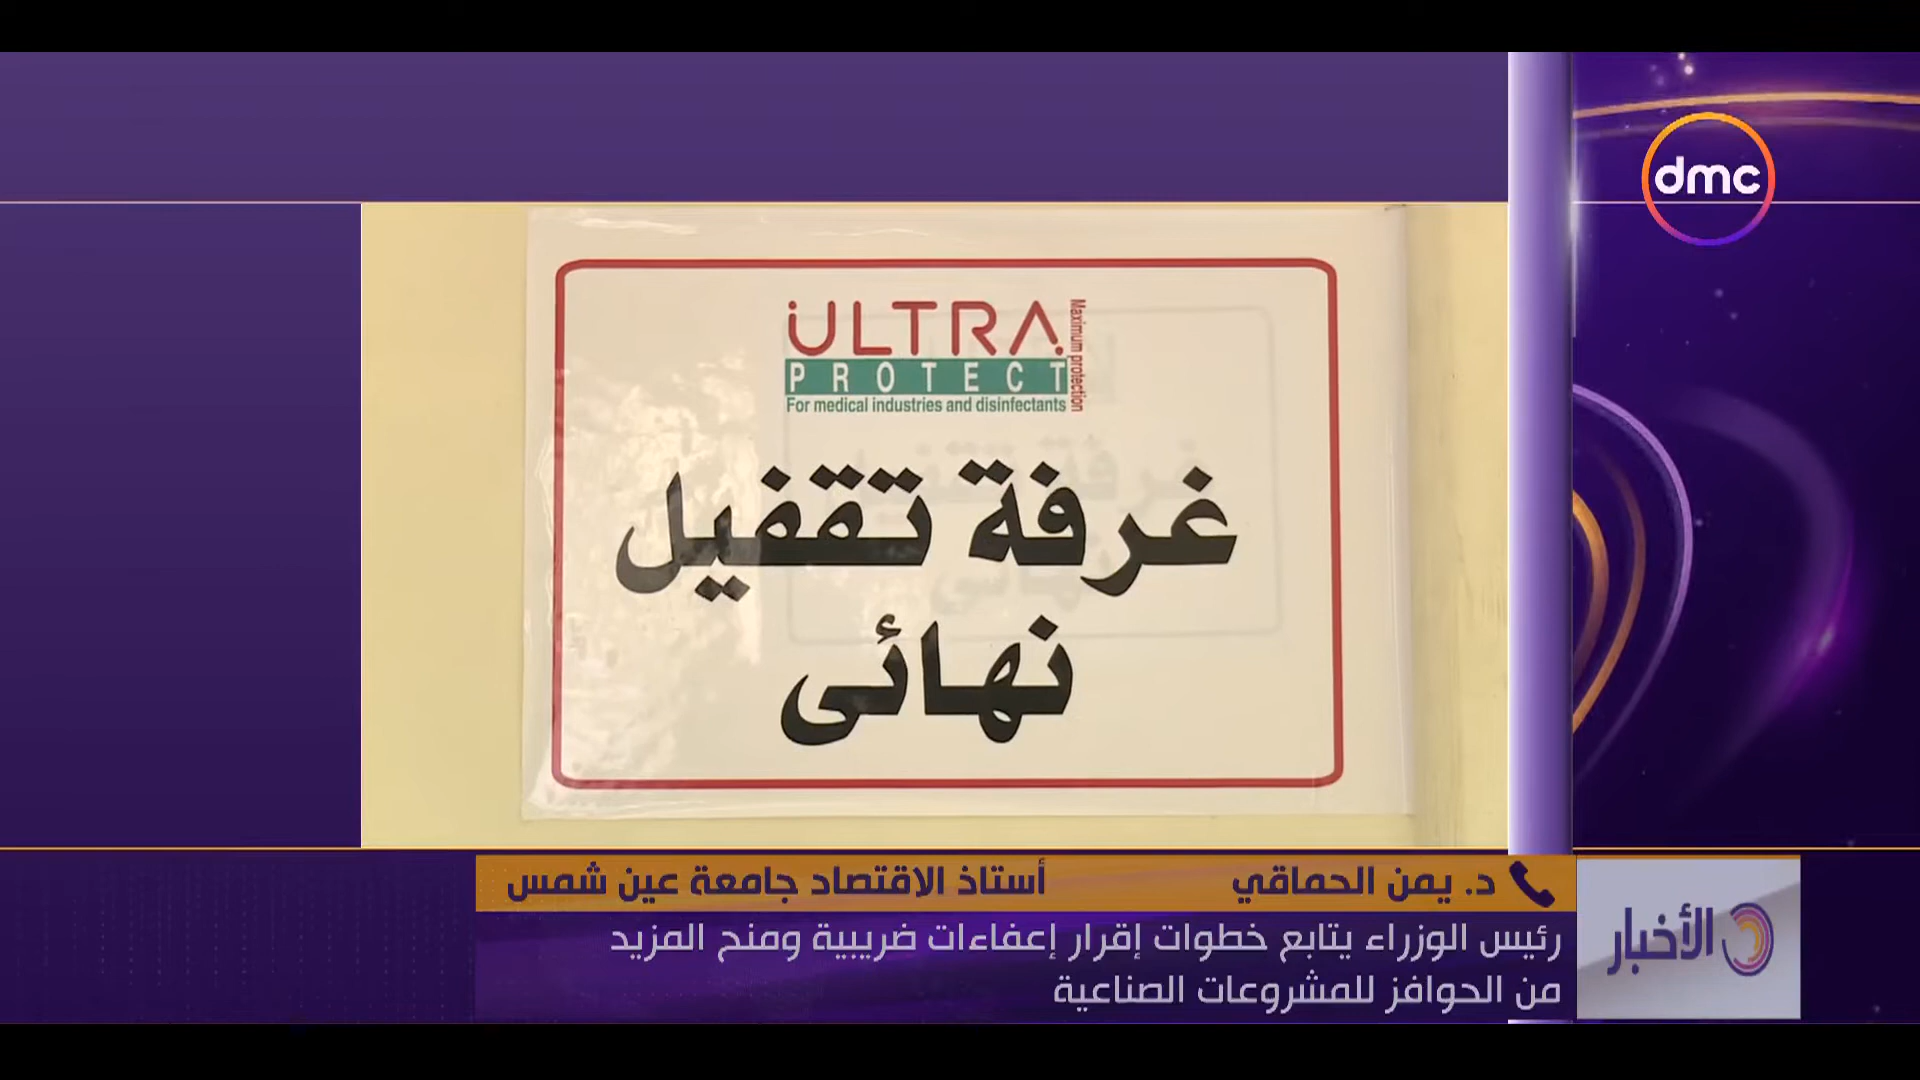 dmc
ULTRA
PROTECT
Maximum protection
For medical industries and disinfectants
غرفة تقفيل
نهائى
د. يمن الحماقي
أستاذ الاقتصاد جامعة عين شمس
رئيس الوزراء يتابع خطوات إقرار إعفاءات ضريبية ومنح المزيد
من الحوافز للمشروعات الصناعية
الأخبار